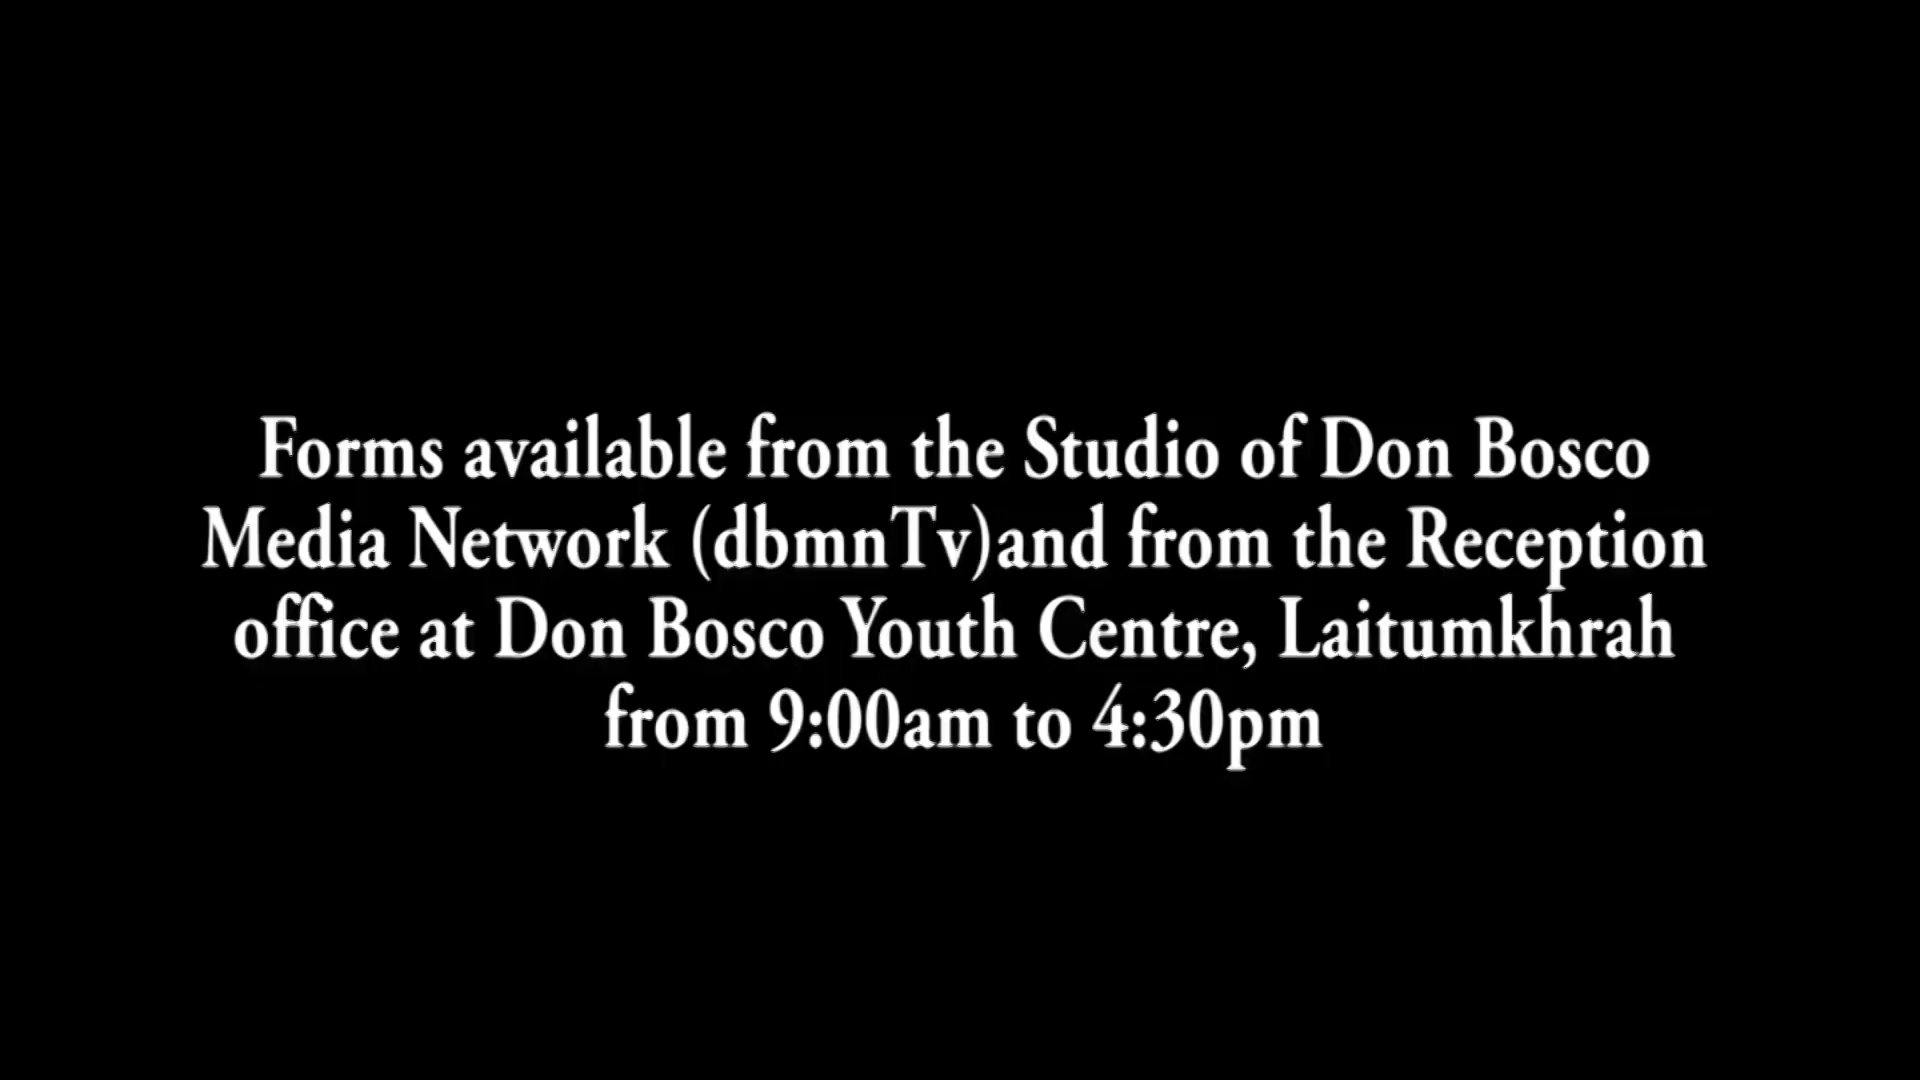 Forms available from the Studio of Don Bosco
Media Network (dbmnTv)and from the Reception
office at Don Bosco Youth Centre, Laitumkhrah
from 9:00am to 4:30pm